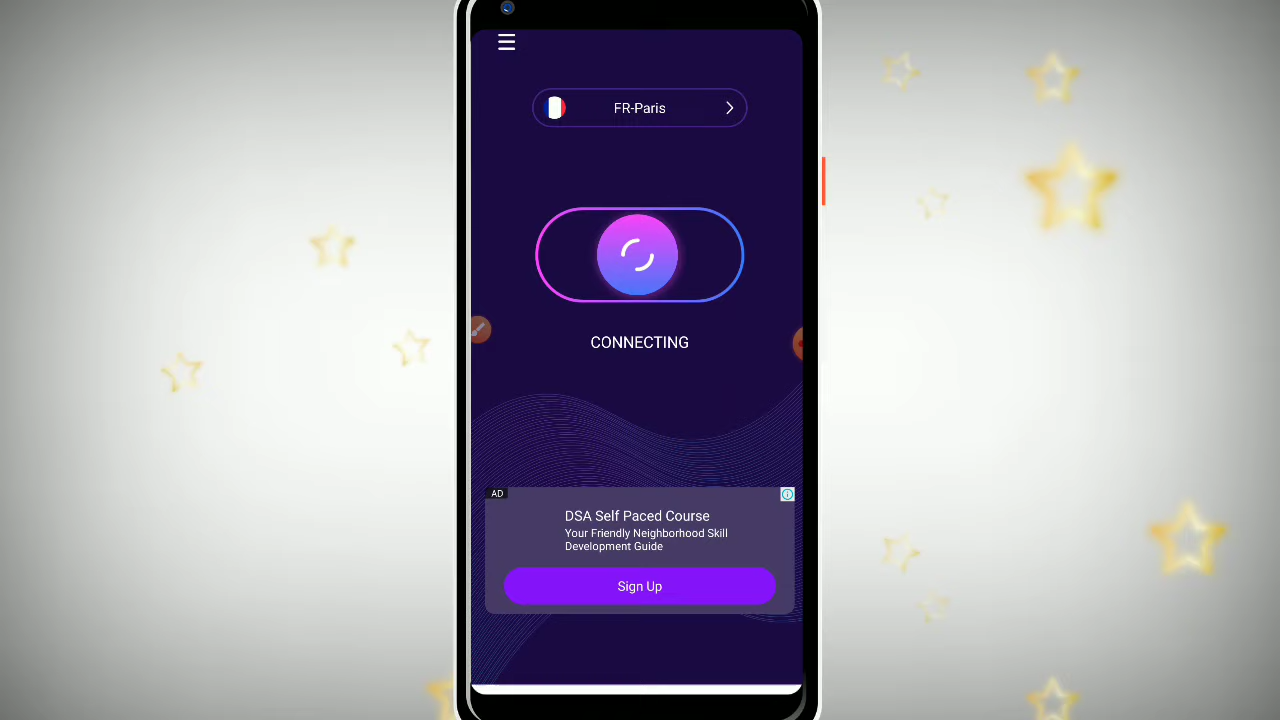 FR-Paris
CONNECTING
AD
DSA Self Paced Course
Your Friendly Neighborhood Skill
Development Guide
Sign Up